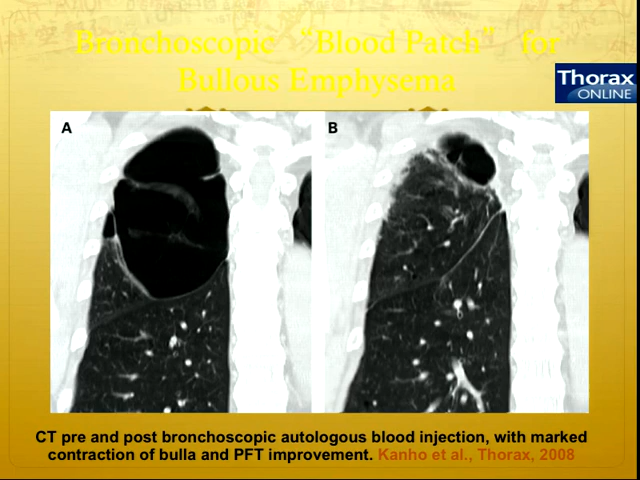 Bronchoscopic “Blood Patch” for
Bullous Emphysema
Thorax
ONLINE
A
B
CT pre and post bronchoscopic autologous blood injection, with marked
contraction of bulla and PFT improvement. Kanho et al., Thorax, 2008